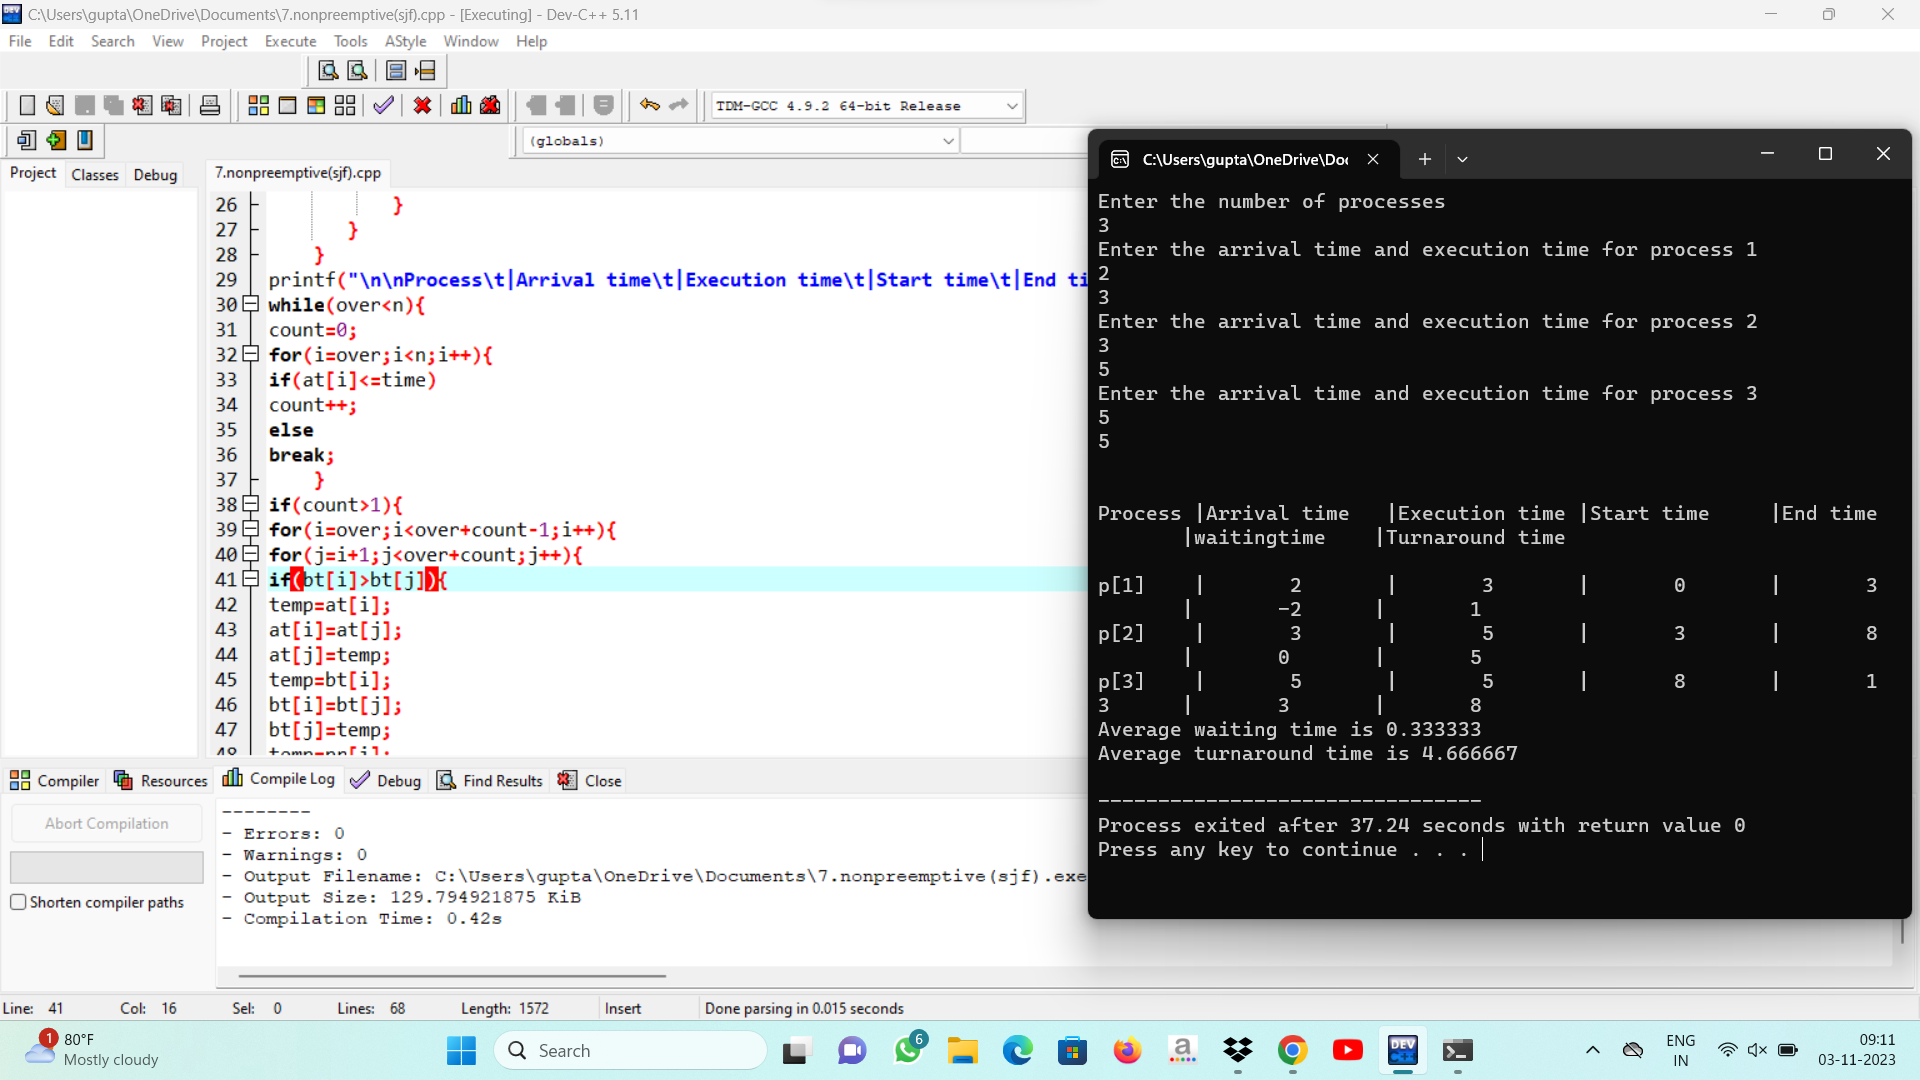 C:\Users\gupta\OneDrive\Documents\7.nonpreemptive(sjf).cpp - [Executing] - Dev-C++ 5.11
File Edit Search View Project Execute Tools AStyle Window Help
TDM-GCC 4.9.2 64-bit Release
(globals)
Project Classes Debug
7.nonpreemptive(sjf).cpp
26 }
27 }
28 }
29 printf("\n\nProcess\t|Arrival time\t|Execution time\t|Start time\t|End ti
30 while(over<n){
31 count=0;
32 for(i=over;i<n;i++){
33 if(at[i]<=time)
34 count++;
35 else
36 break;
37 }
38 if(count>1){
39 for(i=over;i<over+count-1;i++){
40 for(j=i+1;j<over+count;j++){
41 if(bt[i]>bt[j]){
42 temp=at[i];
43 at[i]=at[j];
44 at[j]=temp;
45 temp=bt[i];
46 bt[i]=bt[j];
47 bt[j]=temp;
48 temp=pn[i];
C:\Users\gupta\OneDrive\Do
Enter the number of processes
3
Enter the arrival time and execution time for process 1
2
3
Enter the arrival time and execution time for process 2
3
5
Enter the arrival time and execution time for process 3
5
5
Process |Arrival time |Execution time |Start time |End time
|waitingtime |Turnaround time
p[1] | 2 | 3 | 0 | 3
| -2 | 1
p[2] | 3 | 5 | 3 | 8
| 0 | 5
p[3] | 5 | 5 | 8 | 1
3 | 3 | 8
Average waiting time is 0.333333
Average turnaround time is 4.666667
--------------------------------
Process exited after 37.24 seconds with return value 0
Press any key to continue . . .
Compiler Resources Compile Log Debug Find Results Close
Abort Compilation
Shorten compiler paths
--------
- Errors: 0
- Warnings: 0
- Output Filename: C:\Users\gupta\OneDrive\Documents\7.nonpreemptive(sjf).exe
- Output Size: 129.794921875 KiB
- Compilation Time: 0.42s
Line: 41 Col: 16 Sel: 0 Lines: 68 Length: 1572 Insert Done parsing in 0.015 seconds
1
80°F
Mostly cloudy
Search
6
a
DEV
C++
ENG
IN
09:11
03-11-2023